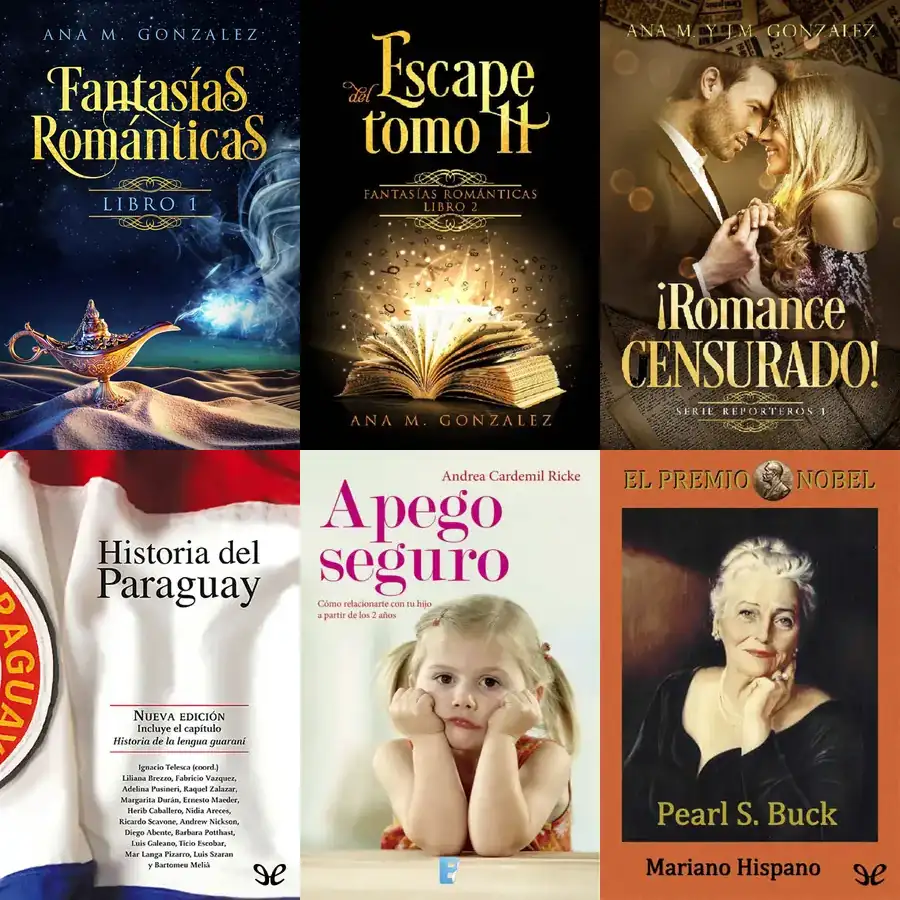 ANA M. GONZALEZ
Fantasías
Románticas
LIBRO 1
Escape
del
tomo II
FANTASÍAS ROMÁNTICAS
LIBRO 2
ANA M. GONZALEZ
ANA M. Y J.M. GONZALEZ
¡Romance
CENSURADO!
SERIE REPORTEROS 1
Historia del
Paraguay
NUEVA EDICIÓN
Incluye el capítulo
Historia de la lengua guaraní
Ignacio Telesca (coord.)
Liliana Brezzo, Fabricio Vazquez,
Adelina Pusineri, Raquel Zalazar,
Margarita Durán, Ernesto Maeder,
Herib Caballero, Nidia Areces,
Ricardo Scavone, Andrew Nickson,
Diego Abente, Barbara Potthast,
Luis Galeano, Ticio Escobar,
Mar Langa Pizarro, Luis Szaran
y Bartomeu Melià
RAGUAY
Andrea Cardemil Ricke
Apego
seguro
Cómo relacionarte con tu hijo
a partir de los 2 años
EL PREMIO NOBEL
Pearl S. Buck
Mariano Hispano